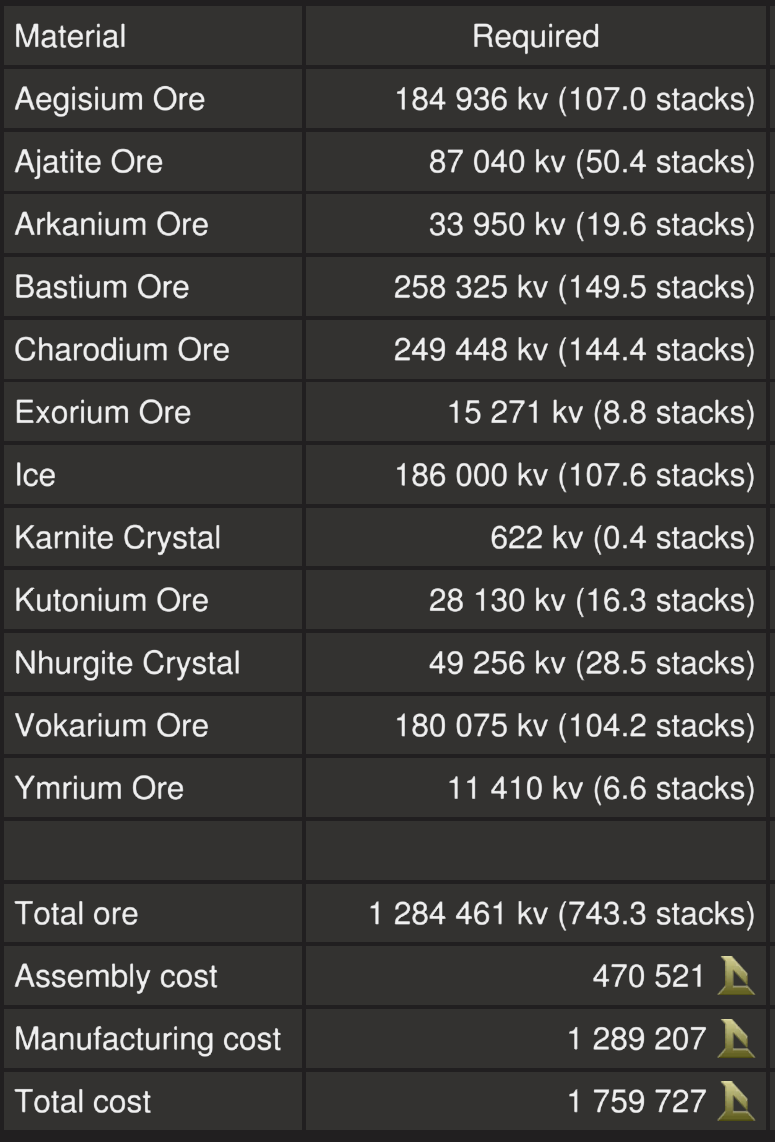 Material Required
Aegisium Ore 184 936 kv (107.0 stacks)
Ajatite Ore 87 040 kv (50.4 stacks)
Arkanium Ore 33 950 kv (19.6 stacks)
Bastium Ore 258 325 kv (149.5 stacks)
Charodium Ore 249 448 kv (144.4 stacks)
Exorium Ore 15 271 kv (8.8 stacks)
Ice 186 000 kv (107.6 stacks)
Karnite Crystal 622 kv (0.4 stacks)
Kutonium Ore 28 130 kv (16.3 stacks)
Nhurgite Crystal 49 256 kv (28.5 stacks)
Vokarium Ore 180 075 kv (104.2 stacks)
Ymrium Ore 11 410 kv (6.6 stacks)
Total ore 1 284 461 kv (743.3 stacks)
Assembly cost 470 521
Manufacturing cost 1 289 207
Total cost 1 759 727